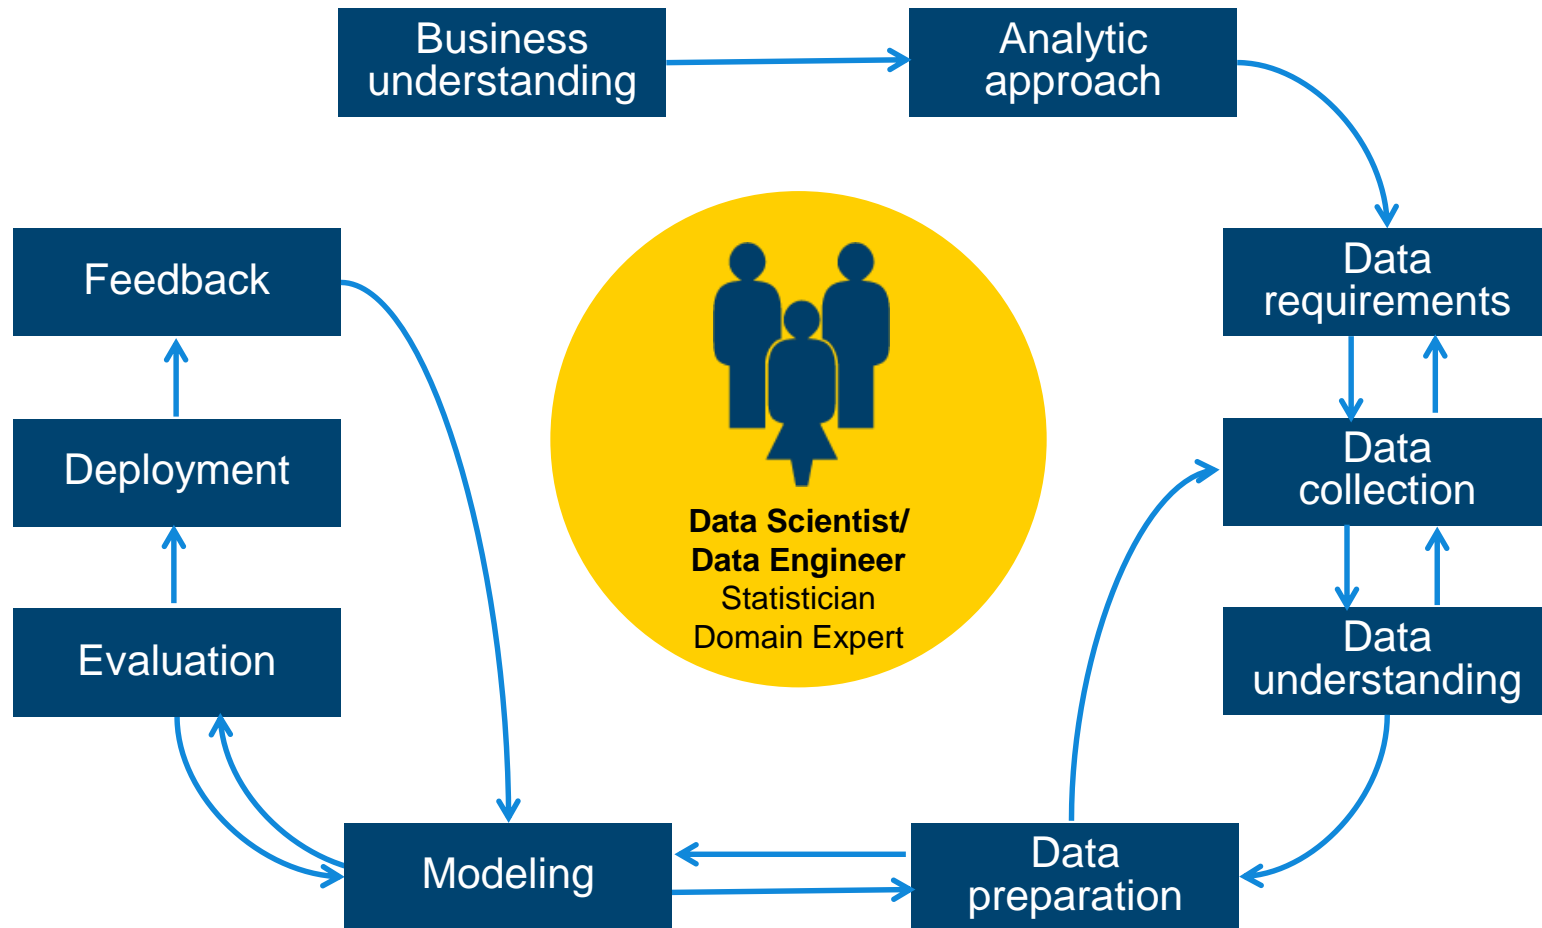 Business
understanding
Analytic
approach
Feedback
Data
requirements
Deployment
Data
collection
Data Scientist/
Data Engineer
Statistician
Domain Expert
Evaluation
Data
understanding
Modeling
Data
preparation